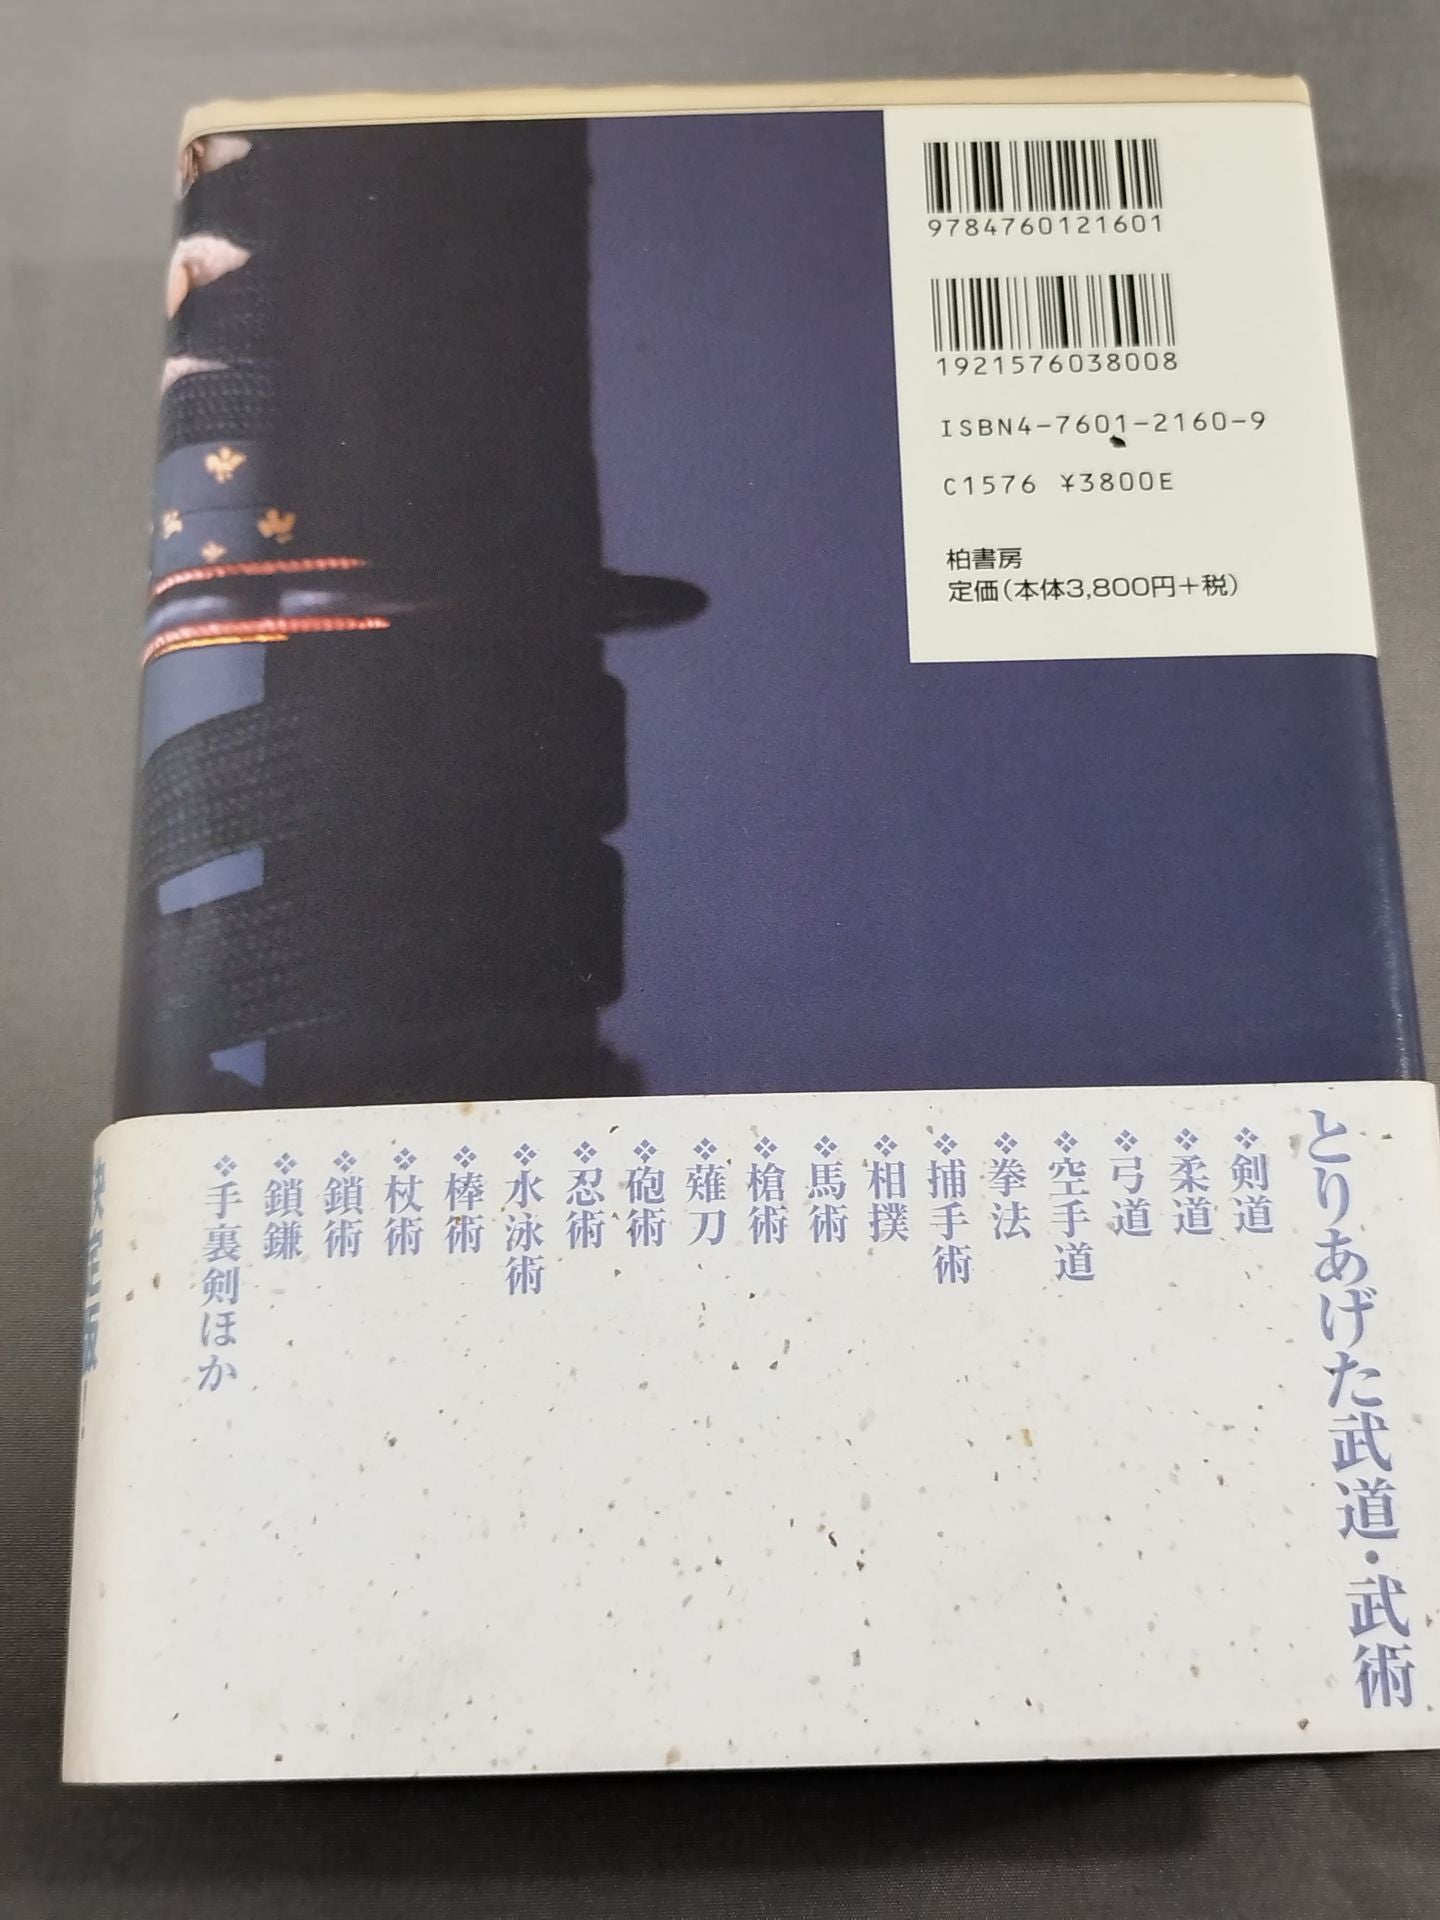 9784760121601
1921576038008
ISBN4-7601-2160-9
C1576 ¥3800E
柏書房
定価(本体3,800円+税)
とりあげた武道・武術
❖剣道
❖柔道
❖弓道
❖空手道
❖拳法
❖捕手術
❖相撲
❖馬術
❖槍術
❖薙刀
❖砲術
❖忍術
❖水泳術
❖棒術
❖杖術
❖鎖術
❖鎖鎌
❖手裏剣ほか
決定版!